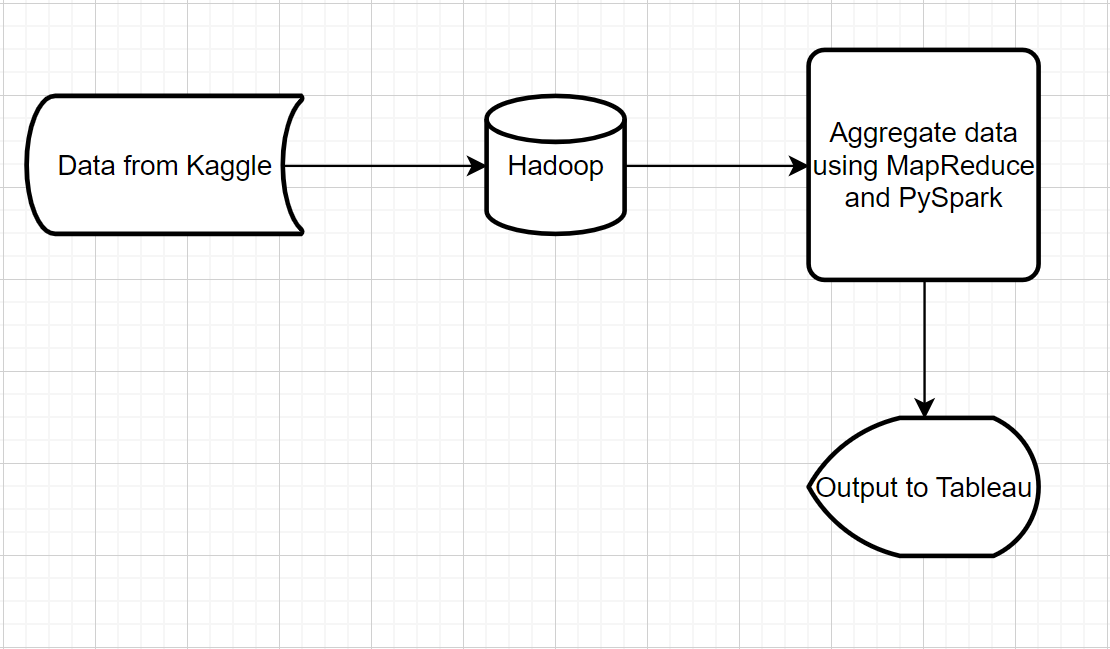 Data from Kaggle
Hadoop
Aggregate data
using MapReduce
and PySpark
Output to Tableau